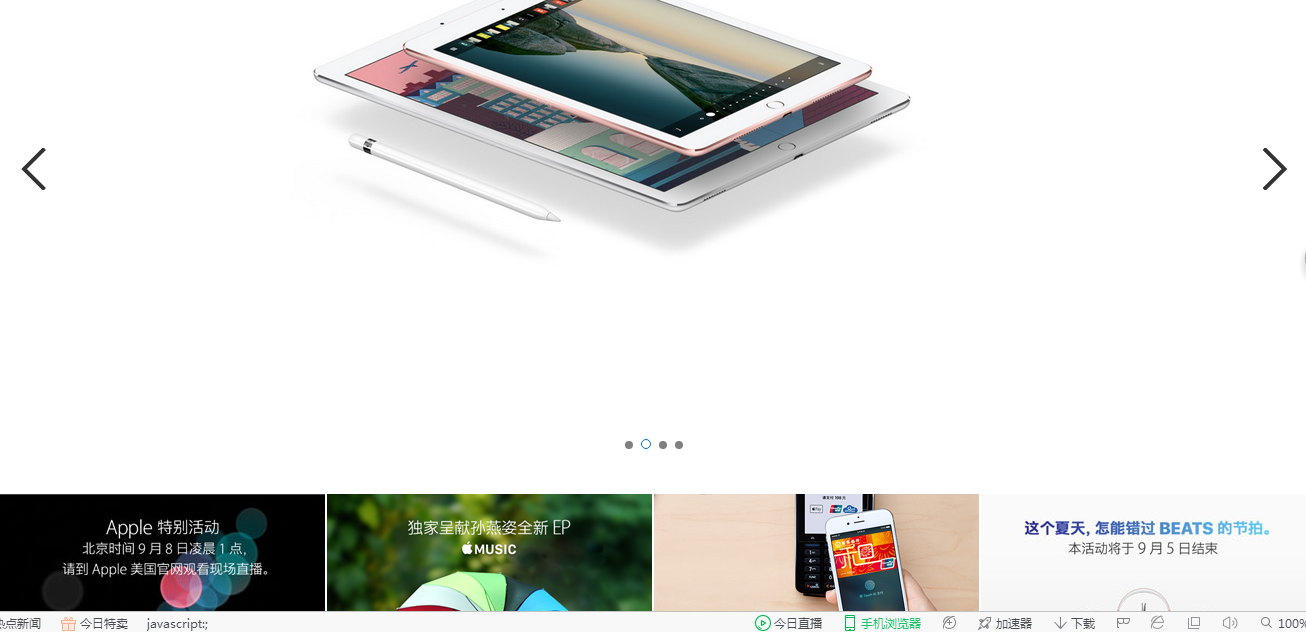 Apple 特别活动
北京时间 9 月 8 日凌晨 1 点,
请到 Apple 美国官网观看现场直播。
独家呈献孙燕姿全新 EP
MUSIC
这个夏天, 怎能错过 BEATS 的节拍。
本活动将于 9 月 5 日结束
热点新闻 今日特卖 javascript:; 今日直播 手机浏览器 加速器 下载 100%